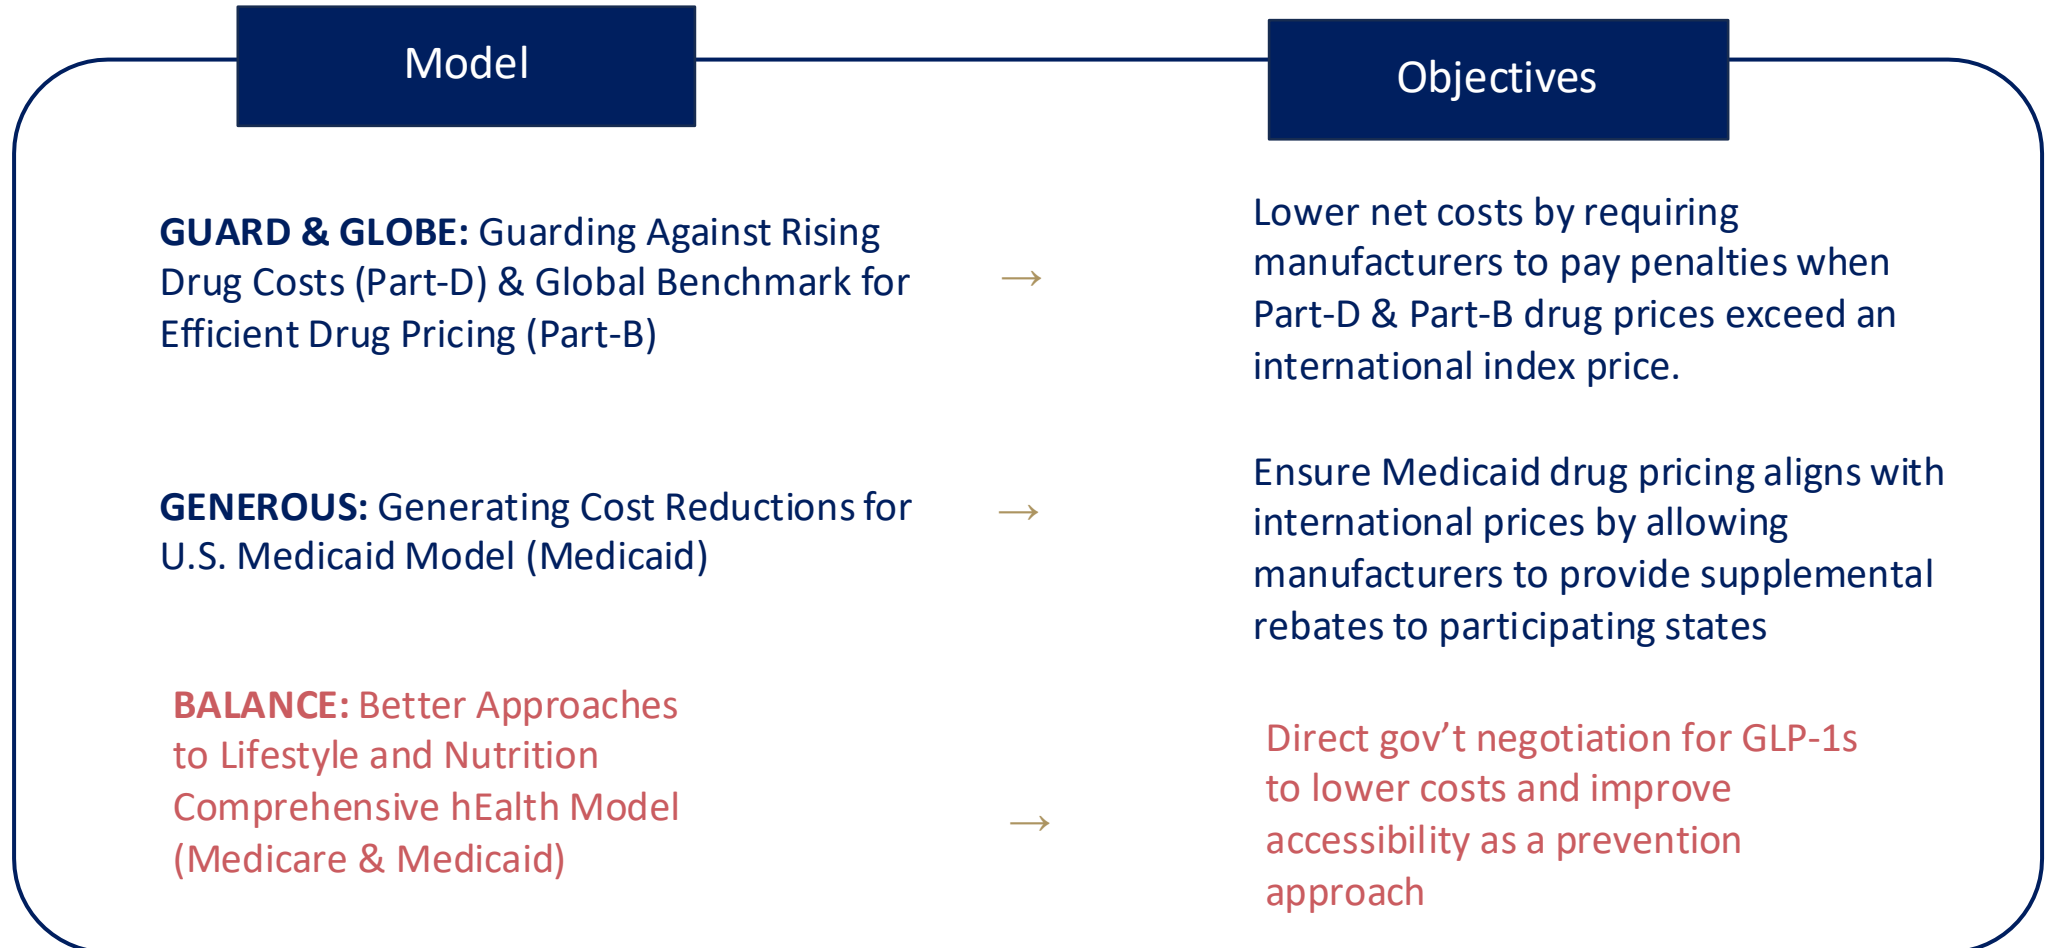 Model
Objectives
GUARD & GLOBE: Guarding Against Rising
Drug Costs (Part-D) & Global Benchmark for
Efficient Drug Pricing (Part-B)
→
Lower net costs by requiring
manufacturers to pay penalties when
Part-D & Part-B drug prices exceed an
international index price.
GENEROUS: Generating Cost Reductions for
U.S. Medicaid Model (Medicaid)
→
Ensure Medicaid drug pricing aligns with
international prices by allowing
manufacturers to provide supplemental
rebates to participating states
BALANCE: Better Approaches
to Lifestyle and Nutrition
Comprehensive hEalth Model
(Medicare & Medicaid)
→
Direct gov’t negotiation for GLP-1s
to lower costs and improve
accessibility as a prevention
approach